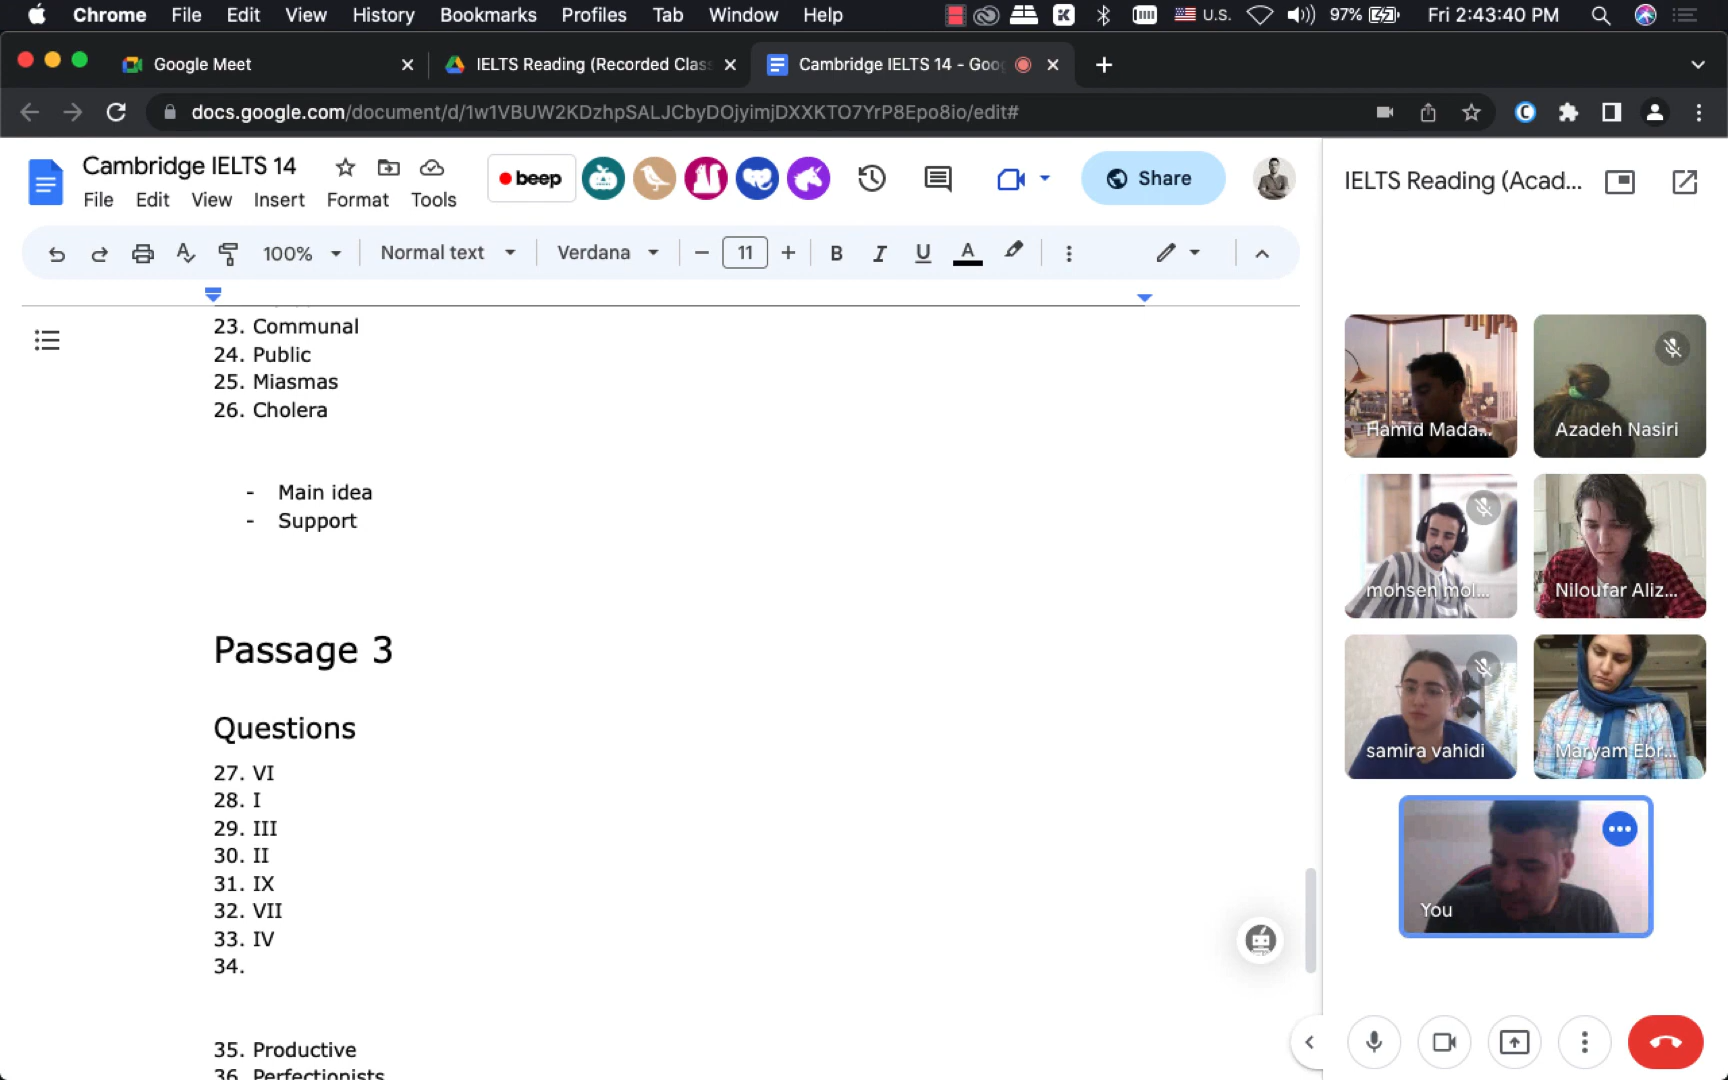 Chrome File Edit View History Bookmarks Profiles Tab Window Help U.S. 97% Fri 2:43:40 PM
Google Meet IELTS Reading (Recorded Clas Cambridge IELTS 14 - Goo
docs.google.com/document/d/1w1VBUW2KDzhpSALJCbyDOjyimjDXXKTO7YrP8Epo8io/edit#
Cambridge IELTS 14 beep Share IELTS Reading (Acad...
File Edit View Insert Format Tools
100% Normal text Verdana 11 B I U A
23. Communal
24. Public
25. Miasmas
26. Cholera
- Main idea
- Support
Passage 3
Questions
27. VI
28. I
29. III
30. II
31. IX
32. VII
33. IV
34.
35. Productive
36. Perfectionists
Hamid Mada... Azadeh Nasiri
mohsen mol... Niloufar Aliz...
samira vahidi Maryam Ebr...
You